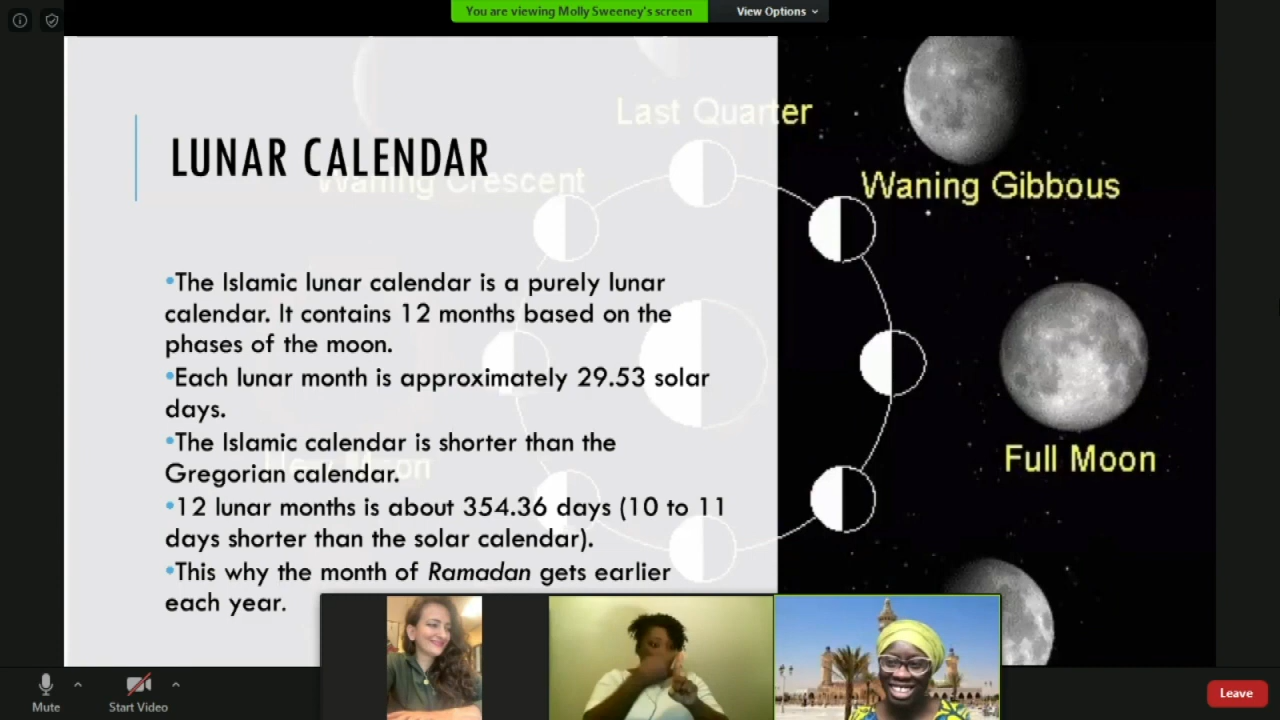 You are viewing Molly Sweeney's screen
View Options
Last Quarter
LUNAR CALENDAR
Waning Crescent
Waning Gibbous
•The Islamic lunar calendar is a purely lunar
calendar. It contains 12 months based on the
phases of the moon.
•Each lunar month is approximately 29.53 solar
days.
•The Islamic calendar is shorter than the
Gregorian calendar.
Full Moon
•12 lunar months is about 354.36 days (10 to 11
days shorter than the solar calendar).
•This why the month of Ramadan gets earlier
each year.
Mute
Start Video
Leave